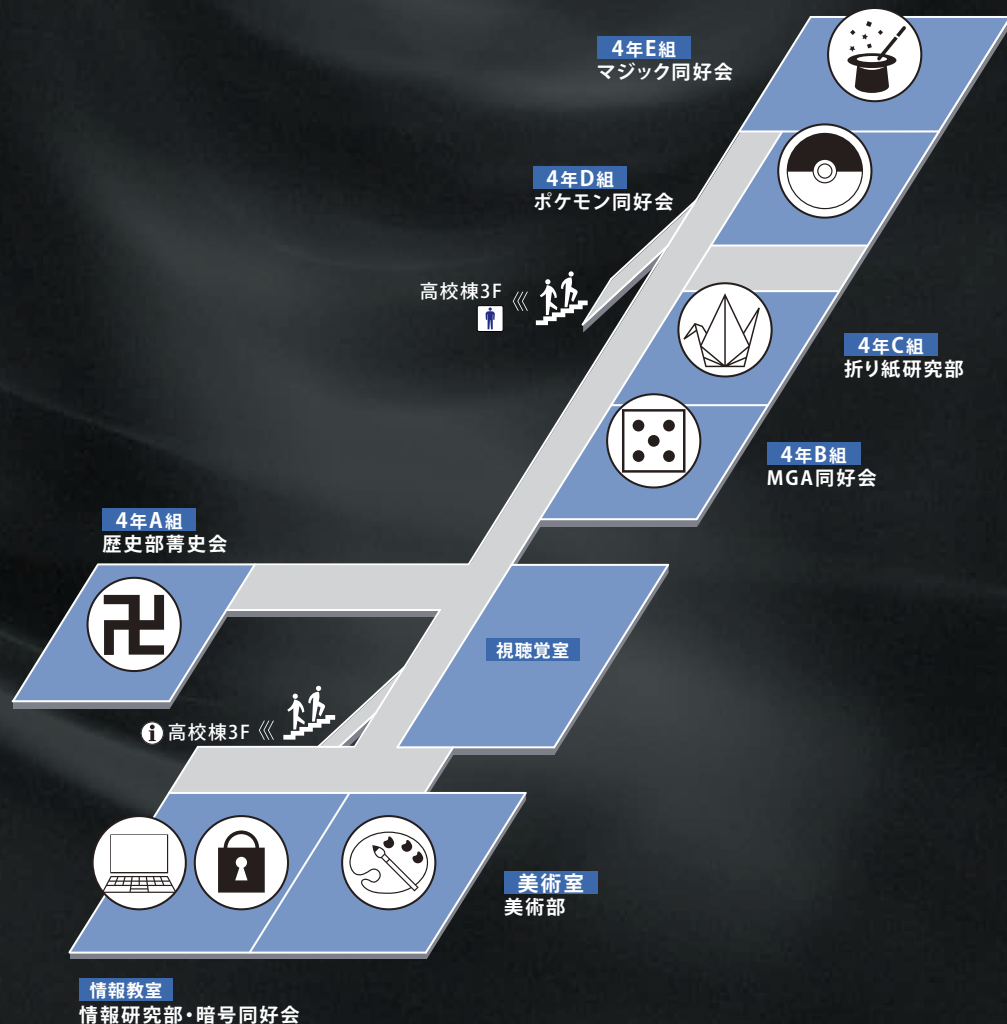 4年E組
マジック同好会
4年D組
ポケモン同好会
高校棟3F
4年C組
折り紙研究部
4年B組
MGA同好会
4年A組
歴史部菁史会
卍
視聴覚室
i 高校棟3F
美術室
美術部
情報教室
情報研究部・暗号同好会